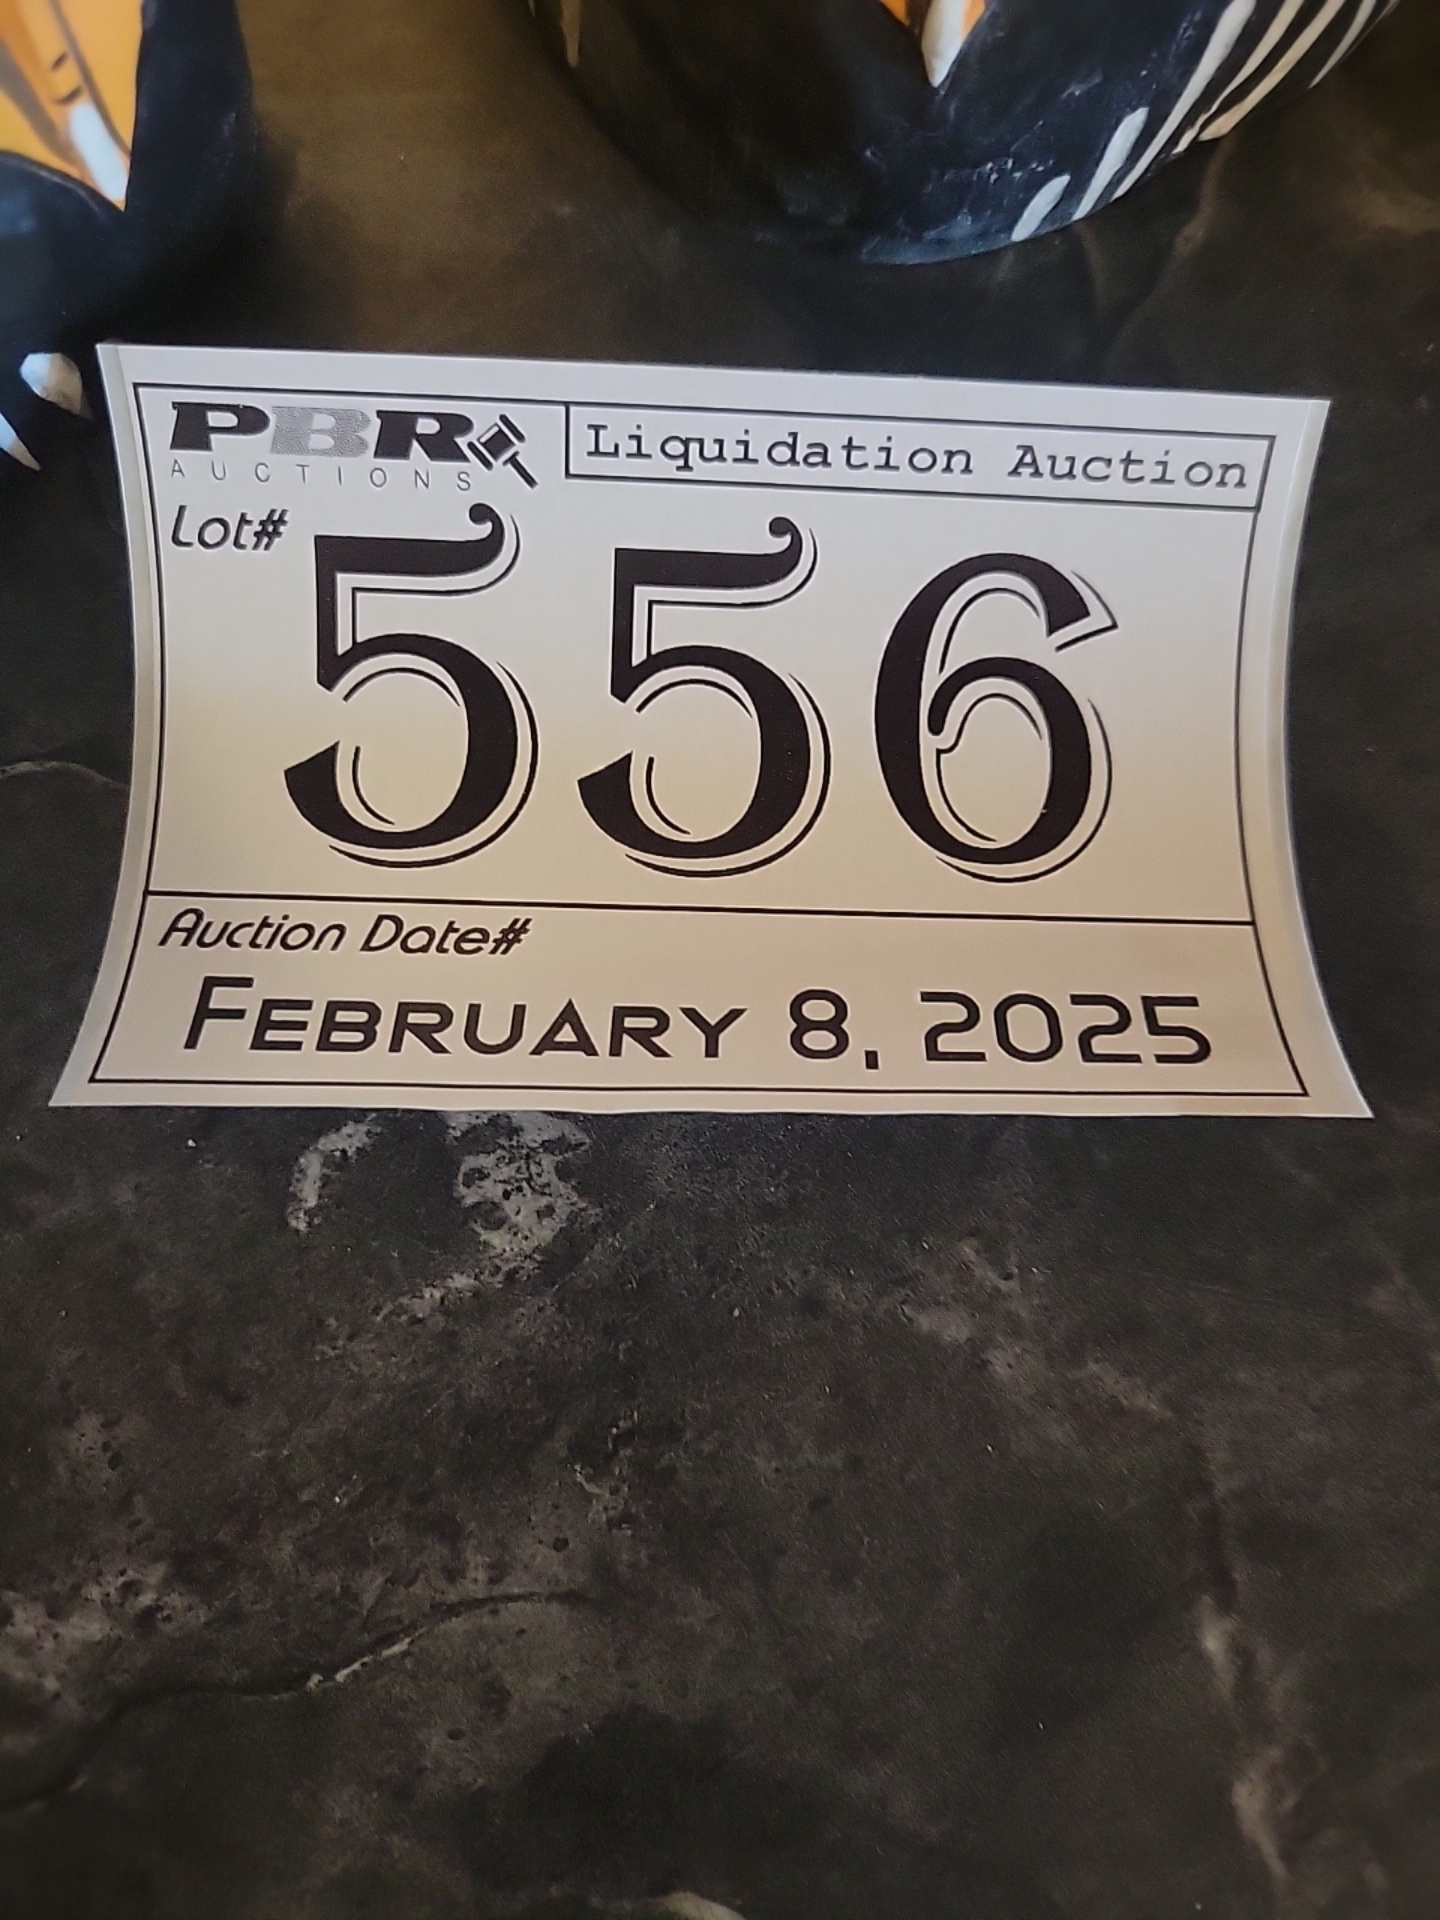 PBR
AUCTIONS
Liquidation Auction
Lot#
556
Auction Date#
February 8, 2025